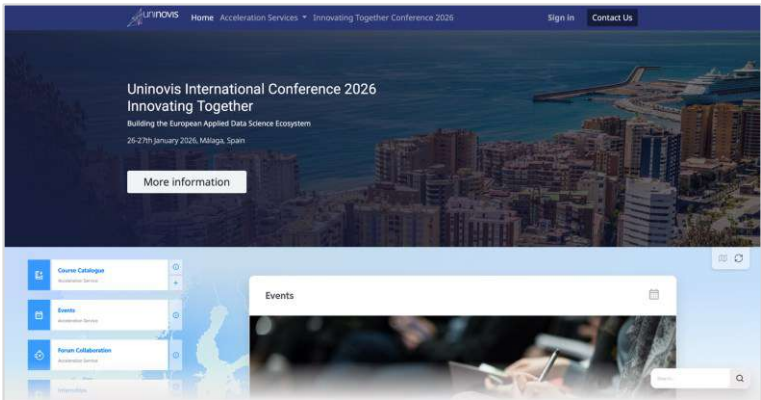 uninovis
Home Acceleration Services Innovating Together Conference 2026
Sign in Contact Us
Uninovis International Conference 2026
Innovating Together
Building the European Applied Data Science Ecosystem
26-27th January 2026, Málaga, Spain
More information
Course Catalogue
Acceleration Service
Events
Acceleration Service
Forum Collaboration
Acceleration Service
Events
Search...